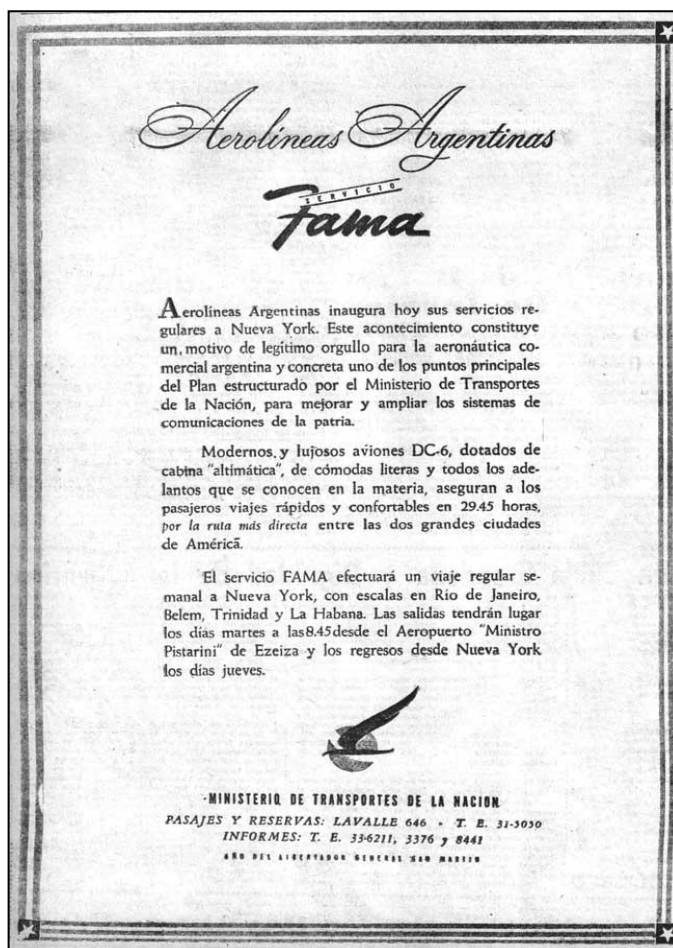 Aerolíneas Argentinas
SERVICIO
Fama
Aerolíneas Argentinas inaugura hoy sus servicios re-
gulares a Nueva York. Este acontecimiento constituye
un motivo de legítimo orgullo para la aeronáutica co-
mercial argentina y concreta uno de los puntos principales
del Plan estructurado por el Ministerio de Transportes
de la Nación, para mejorar y ampliar los sistemas de
comunicaciones de la patria.
Modernos y lujosos aviones DC-6, dotados de
cabina "altimática", de cómodas literas y todos los ade-
lantos que se conocen en la materia, aseguran a los
pasajeros viajes rápidos y confortables en 29.45 horas,
por la ruta más directa entre las dos grandes ciudades
de América.
El servicio FAMA efectuará un viaje regular se-
manal a Nueva York, con escalas en Rio de Janeiro,
Belem, Trinidad y La Habana. Las salidas tendrán lugar
los días martes a las 8.45 desde el Aeropuerto "Ministro
Pistarini" de Ezeiza y los regresos desde Nueva York
los días jueves.
MINISTERIO DE TRANSPORTES DE LA NACION
PASAJES Y RESERVAS: LAVALLE 646 - T. E. 31-5050
INFORMES: T. E. 33-6211, 3376 y 8441
AÑO DEL LIBERTADOR GENERAL SAN MARTIN